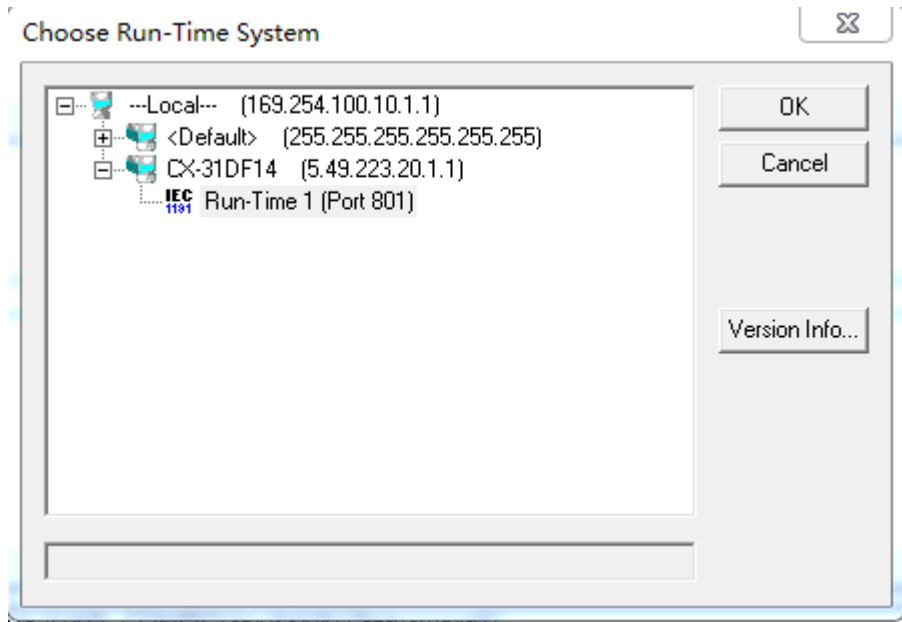 Choose Run-Time System
---Local--- (169.254.100.10.1.1)
OK
<Default> (255.255.255.255.255.255)
CX-31DF14 (5.49.223.20.1.1)
Cancel
IEC
1131
Run-Time 1 (Port 801)
Version Info...